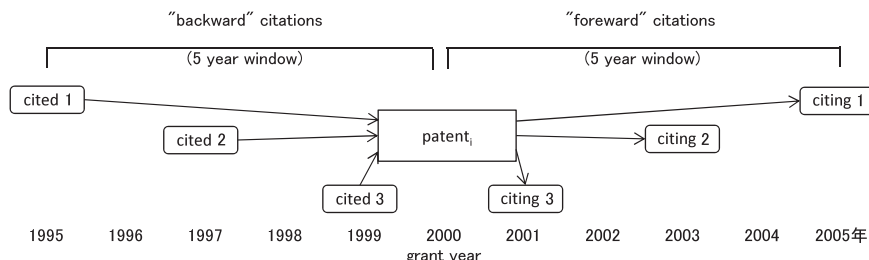 "backward" citations "foreward" citations
(5 year window) (5 year window)
cited 1 citing 1
cited 2 patenti citing 2
cited 3 citing 3
1995 1996 1997 1998 1999 2000 2001 2002 2003 2004 2005年
grant year